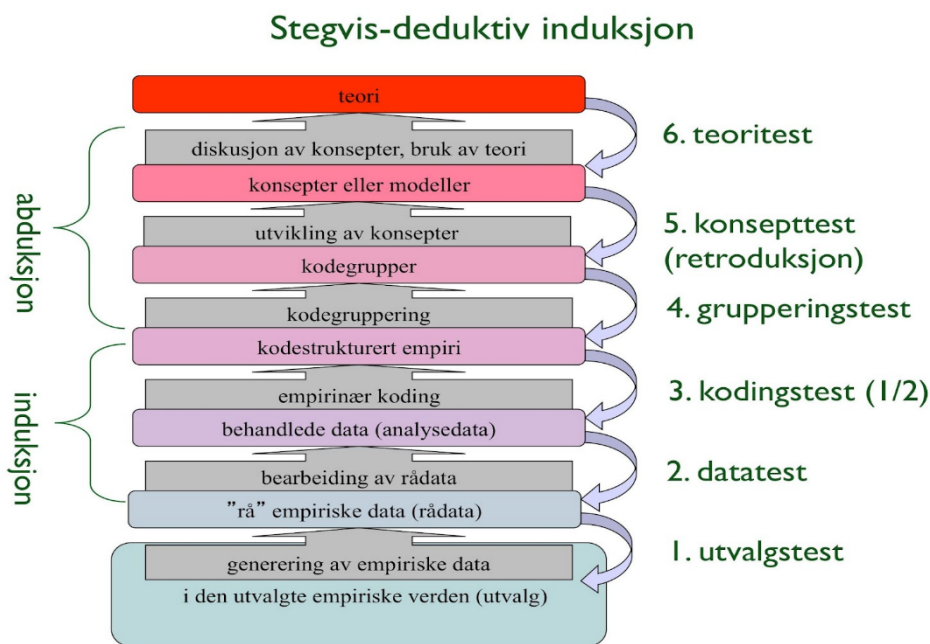 Stegvis-deduktiv induksjon
teori
6. teoritest
diskusjon av konsepter, bruk av teori
konsepter eller modeller
abduksjon
utvikling av konsepter
5. konsepttest
(retroduksjon)
kodegrupper
4. grupperingstest
kodegruppering
kodestrukturert empiri
3. kodingstest (1/2)
empirinær koding
induksjon
behandlede data (analysedata)
2. datatest
bearbeiding av rådata
”rå” empiriske data (rådata)
1. utvalgstest
generering av empiriske data
i den utvalgte empiriske verden (utvalg)